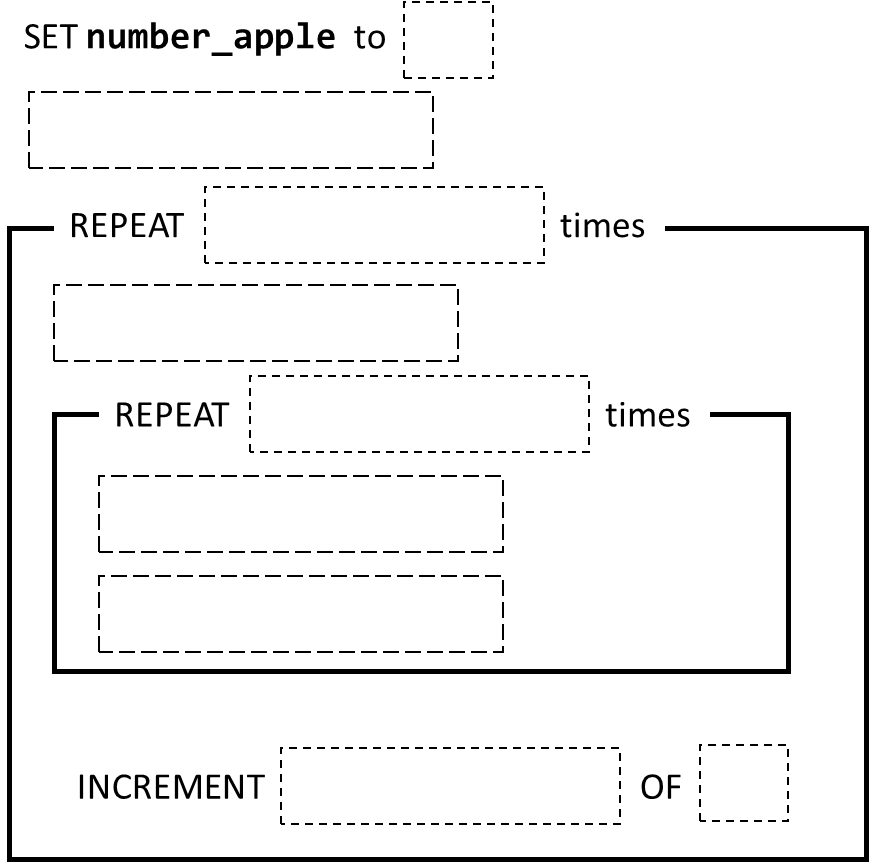 SET number_apple to
REPEAT times
REPEAT times
INCREMENT OF